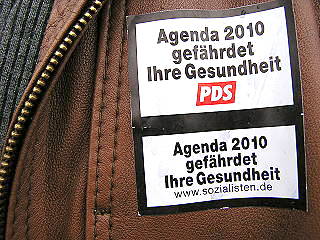 Agenda 2010
gefährdet
Ihre Gesundheit
PDS
Agenda 2010
gefährdet
Ihre Gesundheit
www.sozialisten.de